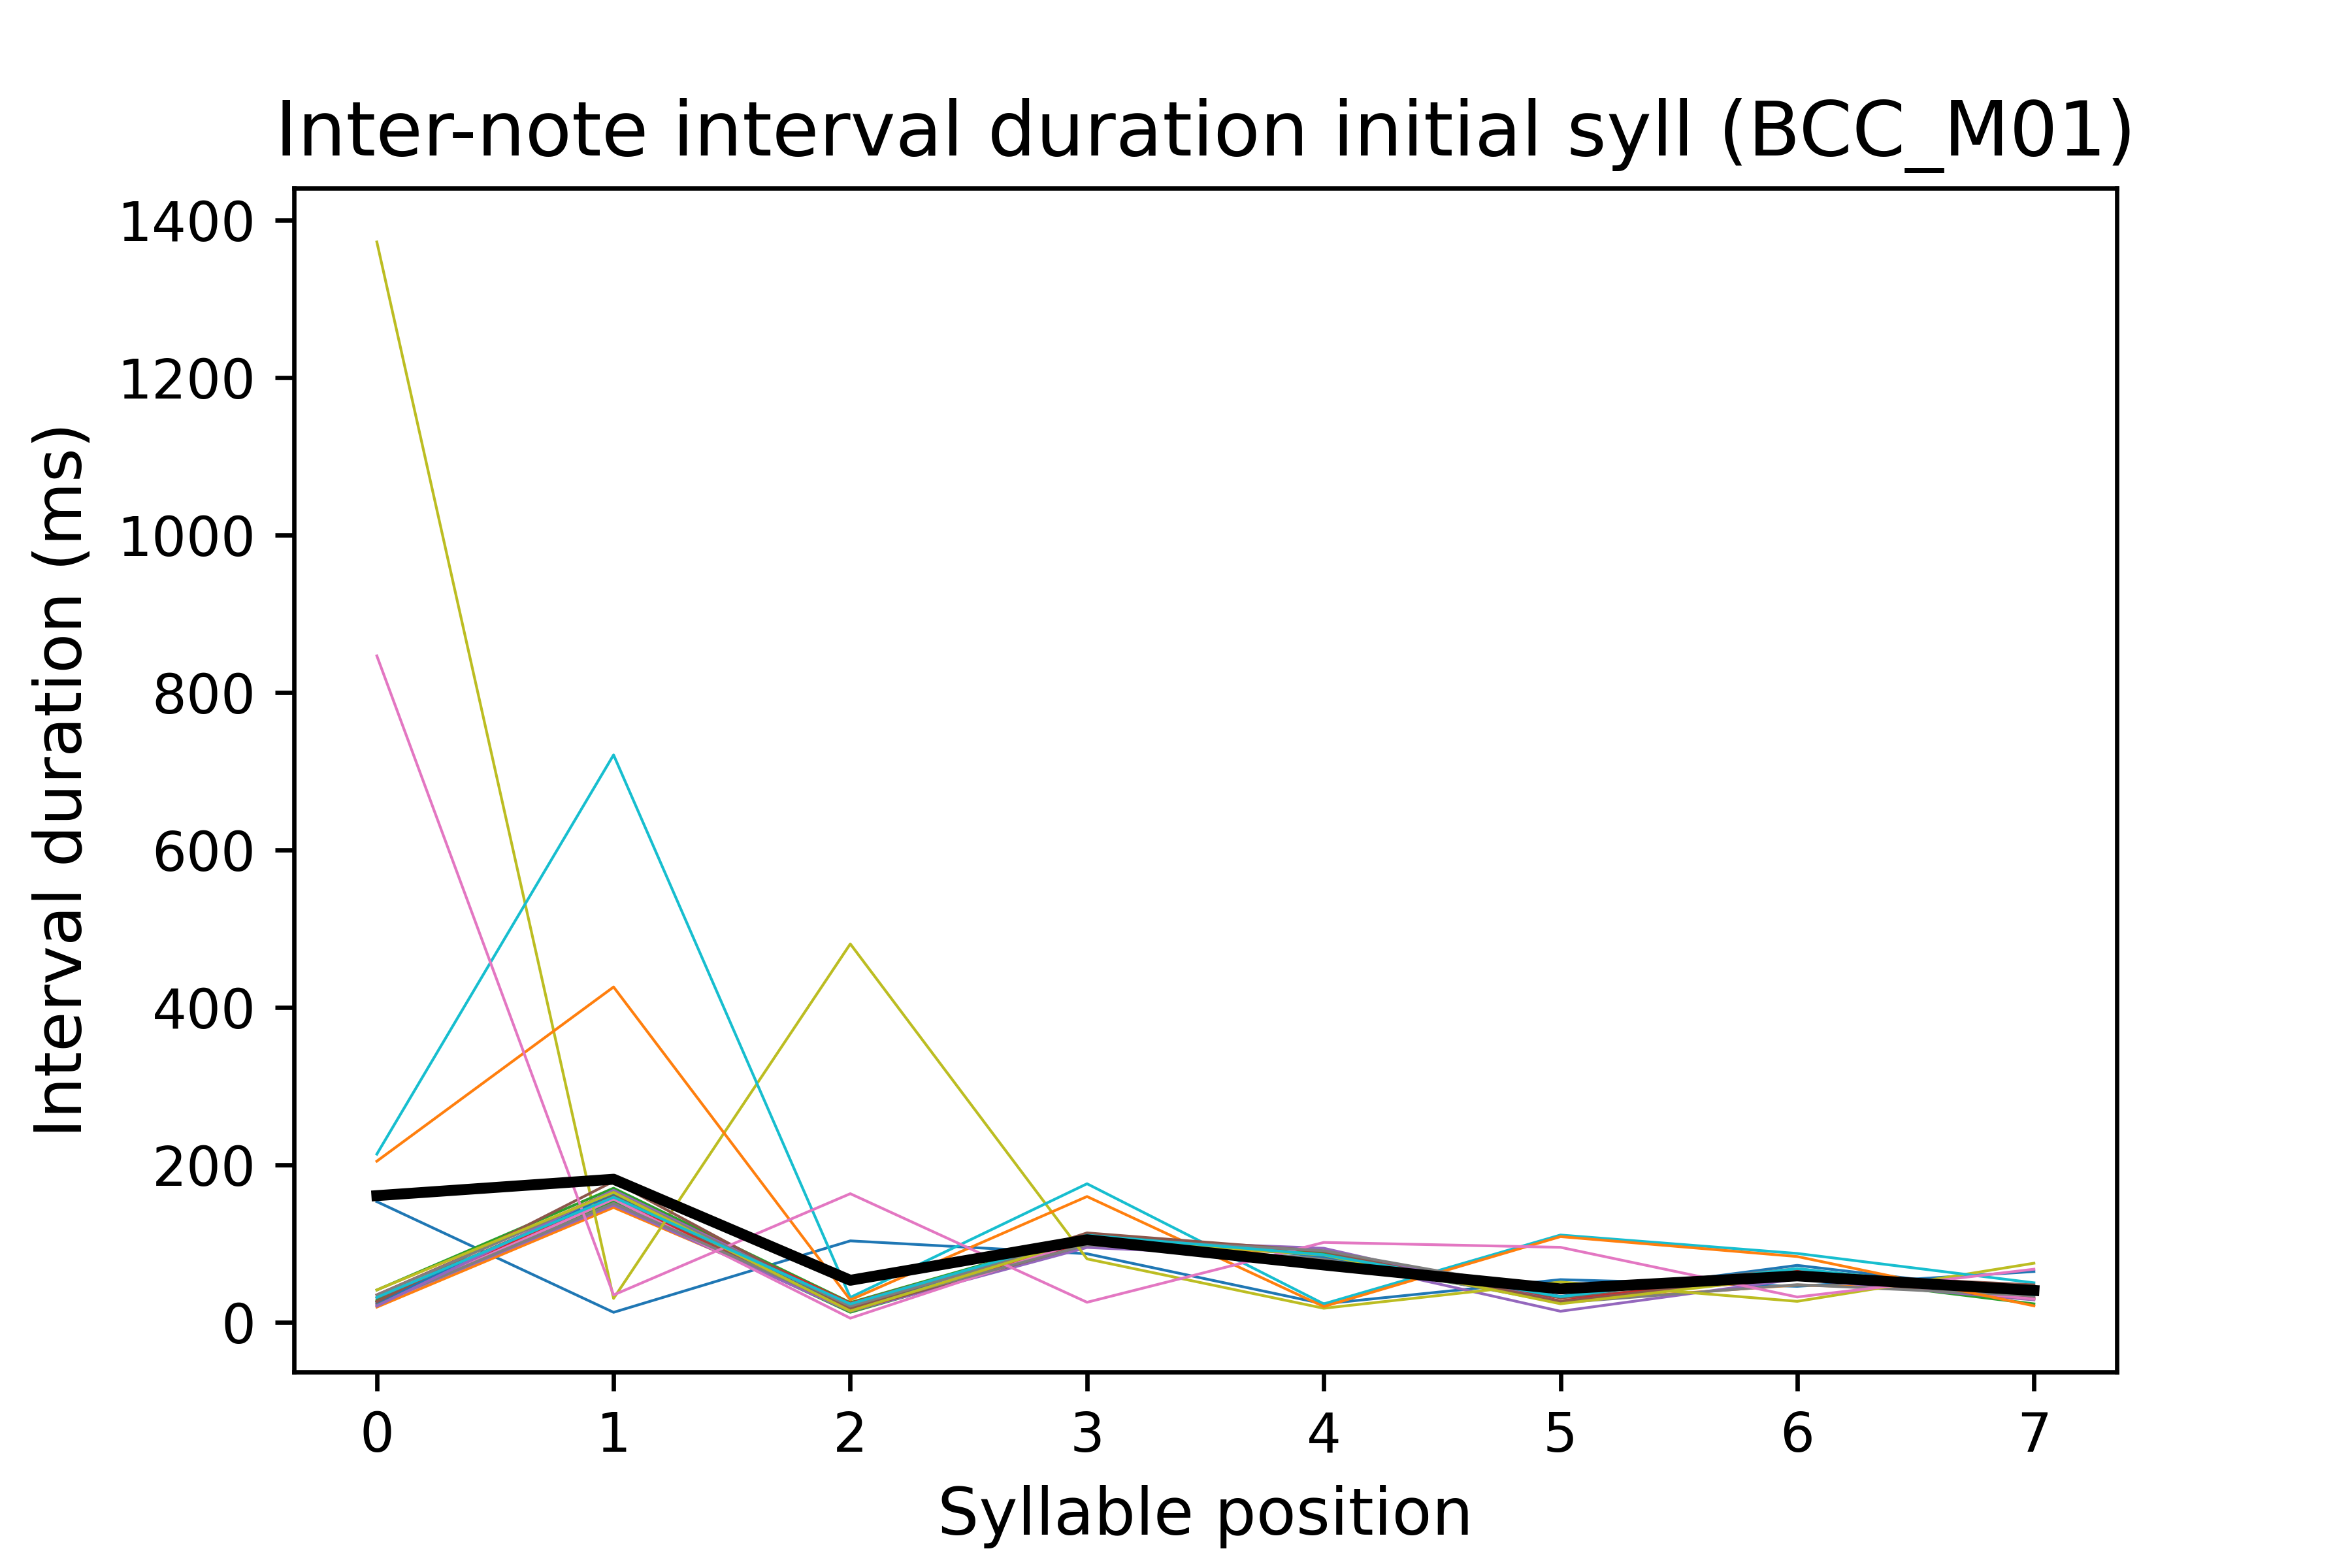 Inter-note interval duration initial syll (BCC_M01)
1400
1200
1000
800
600
400
200
0
Interval duration (ms)
0 1 2 3 4 5 6 7
Syllable position